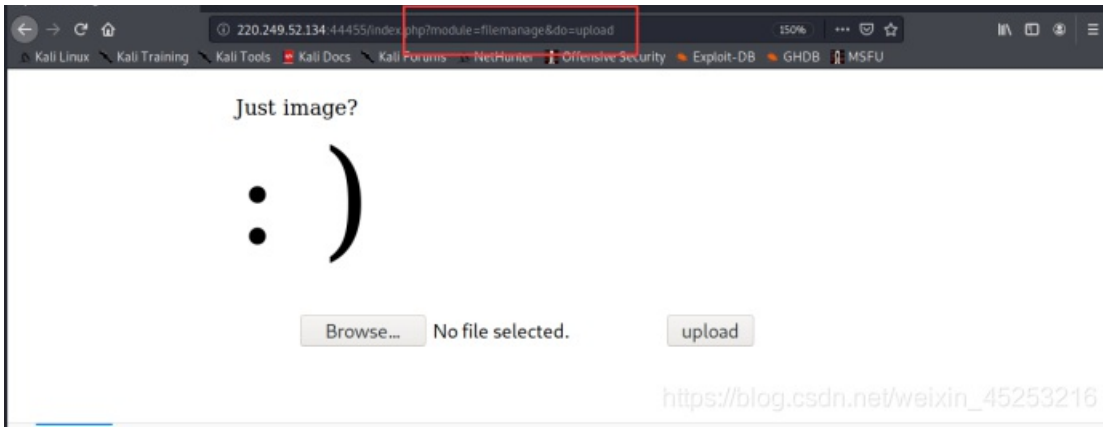 220.249.52.134:44455/index.php?module=filemanage&do=upload 150%
Kali Linux Kali Training Kali Tools Kali Docs Kali Forums NetHunter Offensive Security Exploit-DB GHDB MSFU
Just image?
: )
Browse... No file selected. upload
https://blog.csdn.net/weixin_45253216